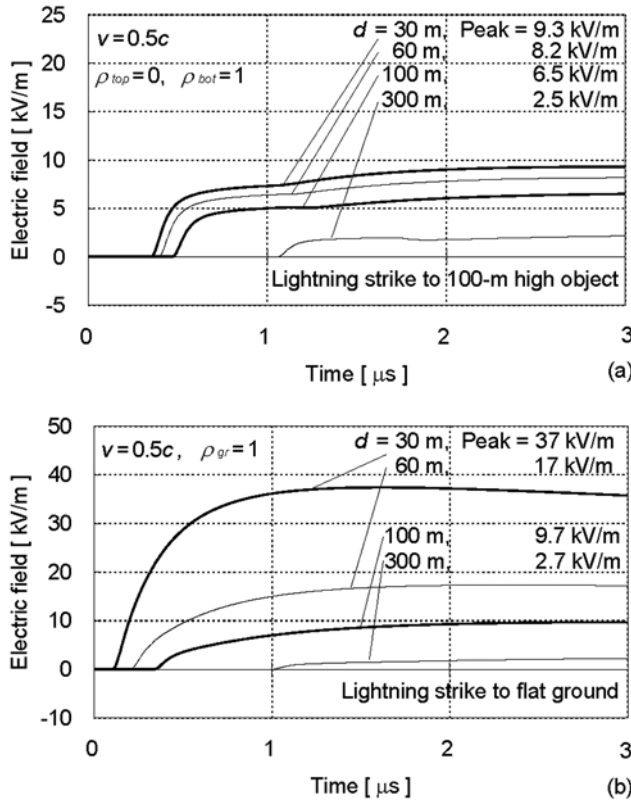 25
20
15
10
5
0
-5
Electric field [ kV/m]
v=0.5c
ρtop=0, ρbot=1
d = 30 m, Peak = 9.3 kV/m
60 m, 8.2 kV/m
100 m, 6.5 kV/m
300 m, 2.5 kV/m
Lightning strike to 100-m high object
0 1 2 3
Time [ μs ]
(a)
50
40
30
20
10
0
-10
Electric field [ kV/m]
v=0.5c , ρgr=1
d = 30 m, Peak = 37 kV/m
60 m, 17 kV/m
100 m, 9.7 kV/m
300 m, 2.7 kV/m
Lightning strike to flat ground
0 1 2 3
Time [ μs ]
(b)